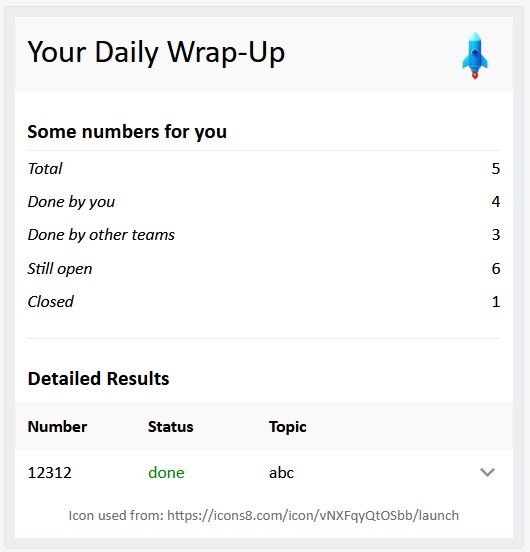 Your Daily Wrap-Up
Some numbers for you
Total 5
Done by you 4
Done by other teams 3
Still open 6
Closed 1
Detailed Results
Number Status Topic
12312 done abc
Icon used from: https://icons8.com/icon/vNXFqyQtOSbb/launch